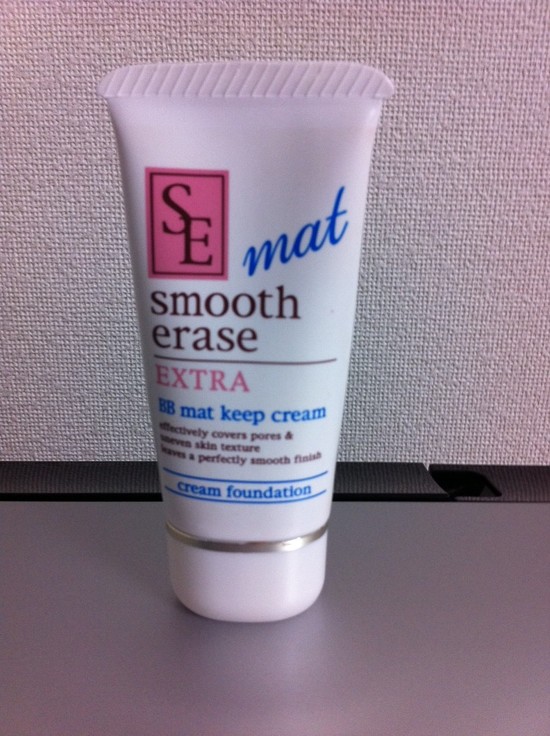 SE
mat
smooth
erase
EXTRA
BB mat keep cream
effectively covers pores &
uneven skin texture
leaves a perfectly smooth finish
cream foundation